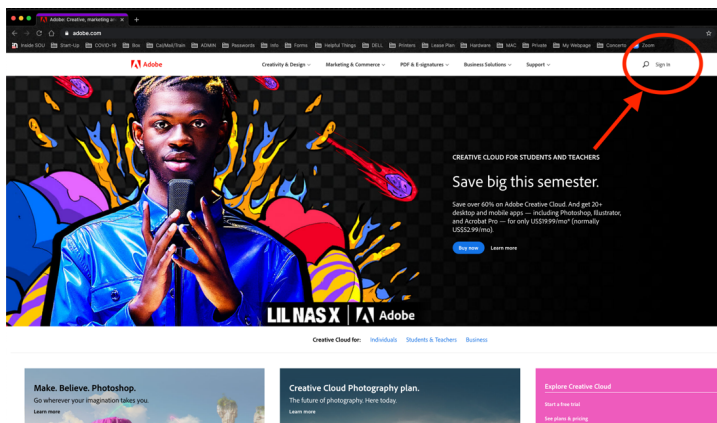 Adobe: Creative, marketing an
adobe.com
Inside SOU Start-Up COVID-19 Box Cat/Mail/Train ADMIN Passwords Info Forms Helpful Things DELL Printers Lease Plan Hardware MAC Private My Webpage Concerts Zoom
Adobe Creativity & Design Marketing & Commerce PDF & E-signatures Business Solutions Support Sign In
CREATIVE CLOUD FOR STUDENTS AND TEACHERS
Save big this semester.
Save over 60% on Adobe Creative Cloud. And get 20+
desktop and mobile apps — including Photoshop, Illustrator,
and Acrobat Pro — for only US$19.99/mo* (normally
US$52.99/mo).
Buy now Learn more
LIL NAS X Adobe
Creative Cloud for: Individuals Students & Teachers Business
Make. Believe. Photoshop.
Go wherever your imagination takes you.
Learn more
Creative Cloud Photography plan.
The future of photography. Here today.
Learn more
Explore Creative Cloud
Start a free trial
See plans & pricing